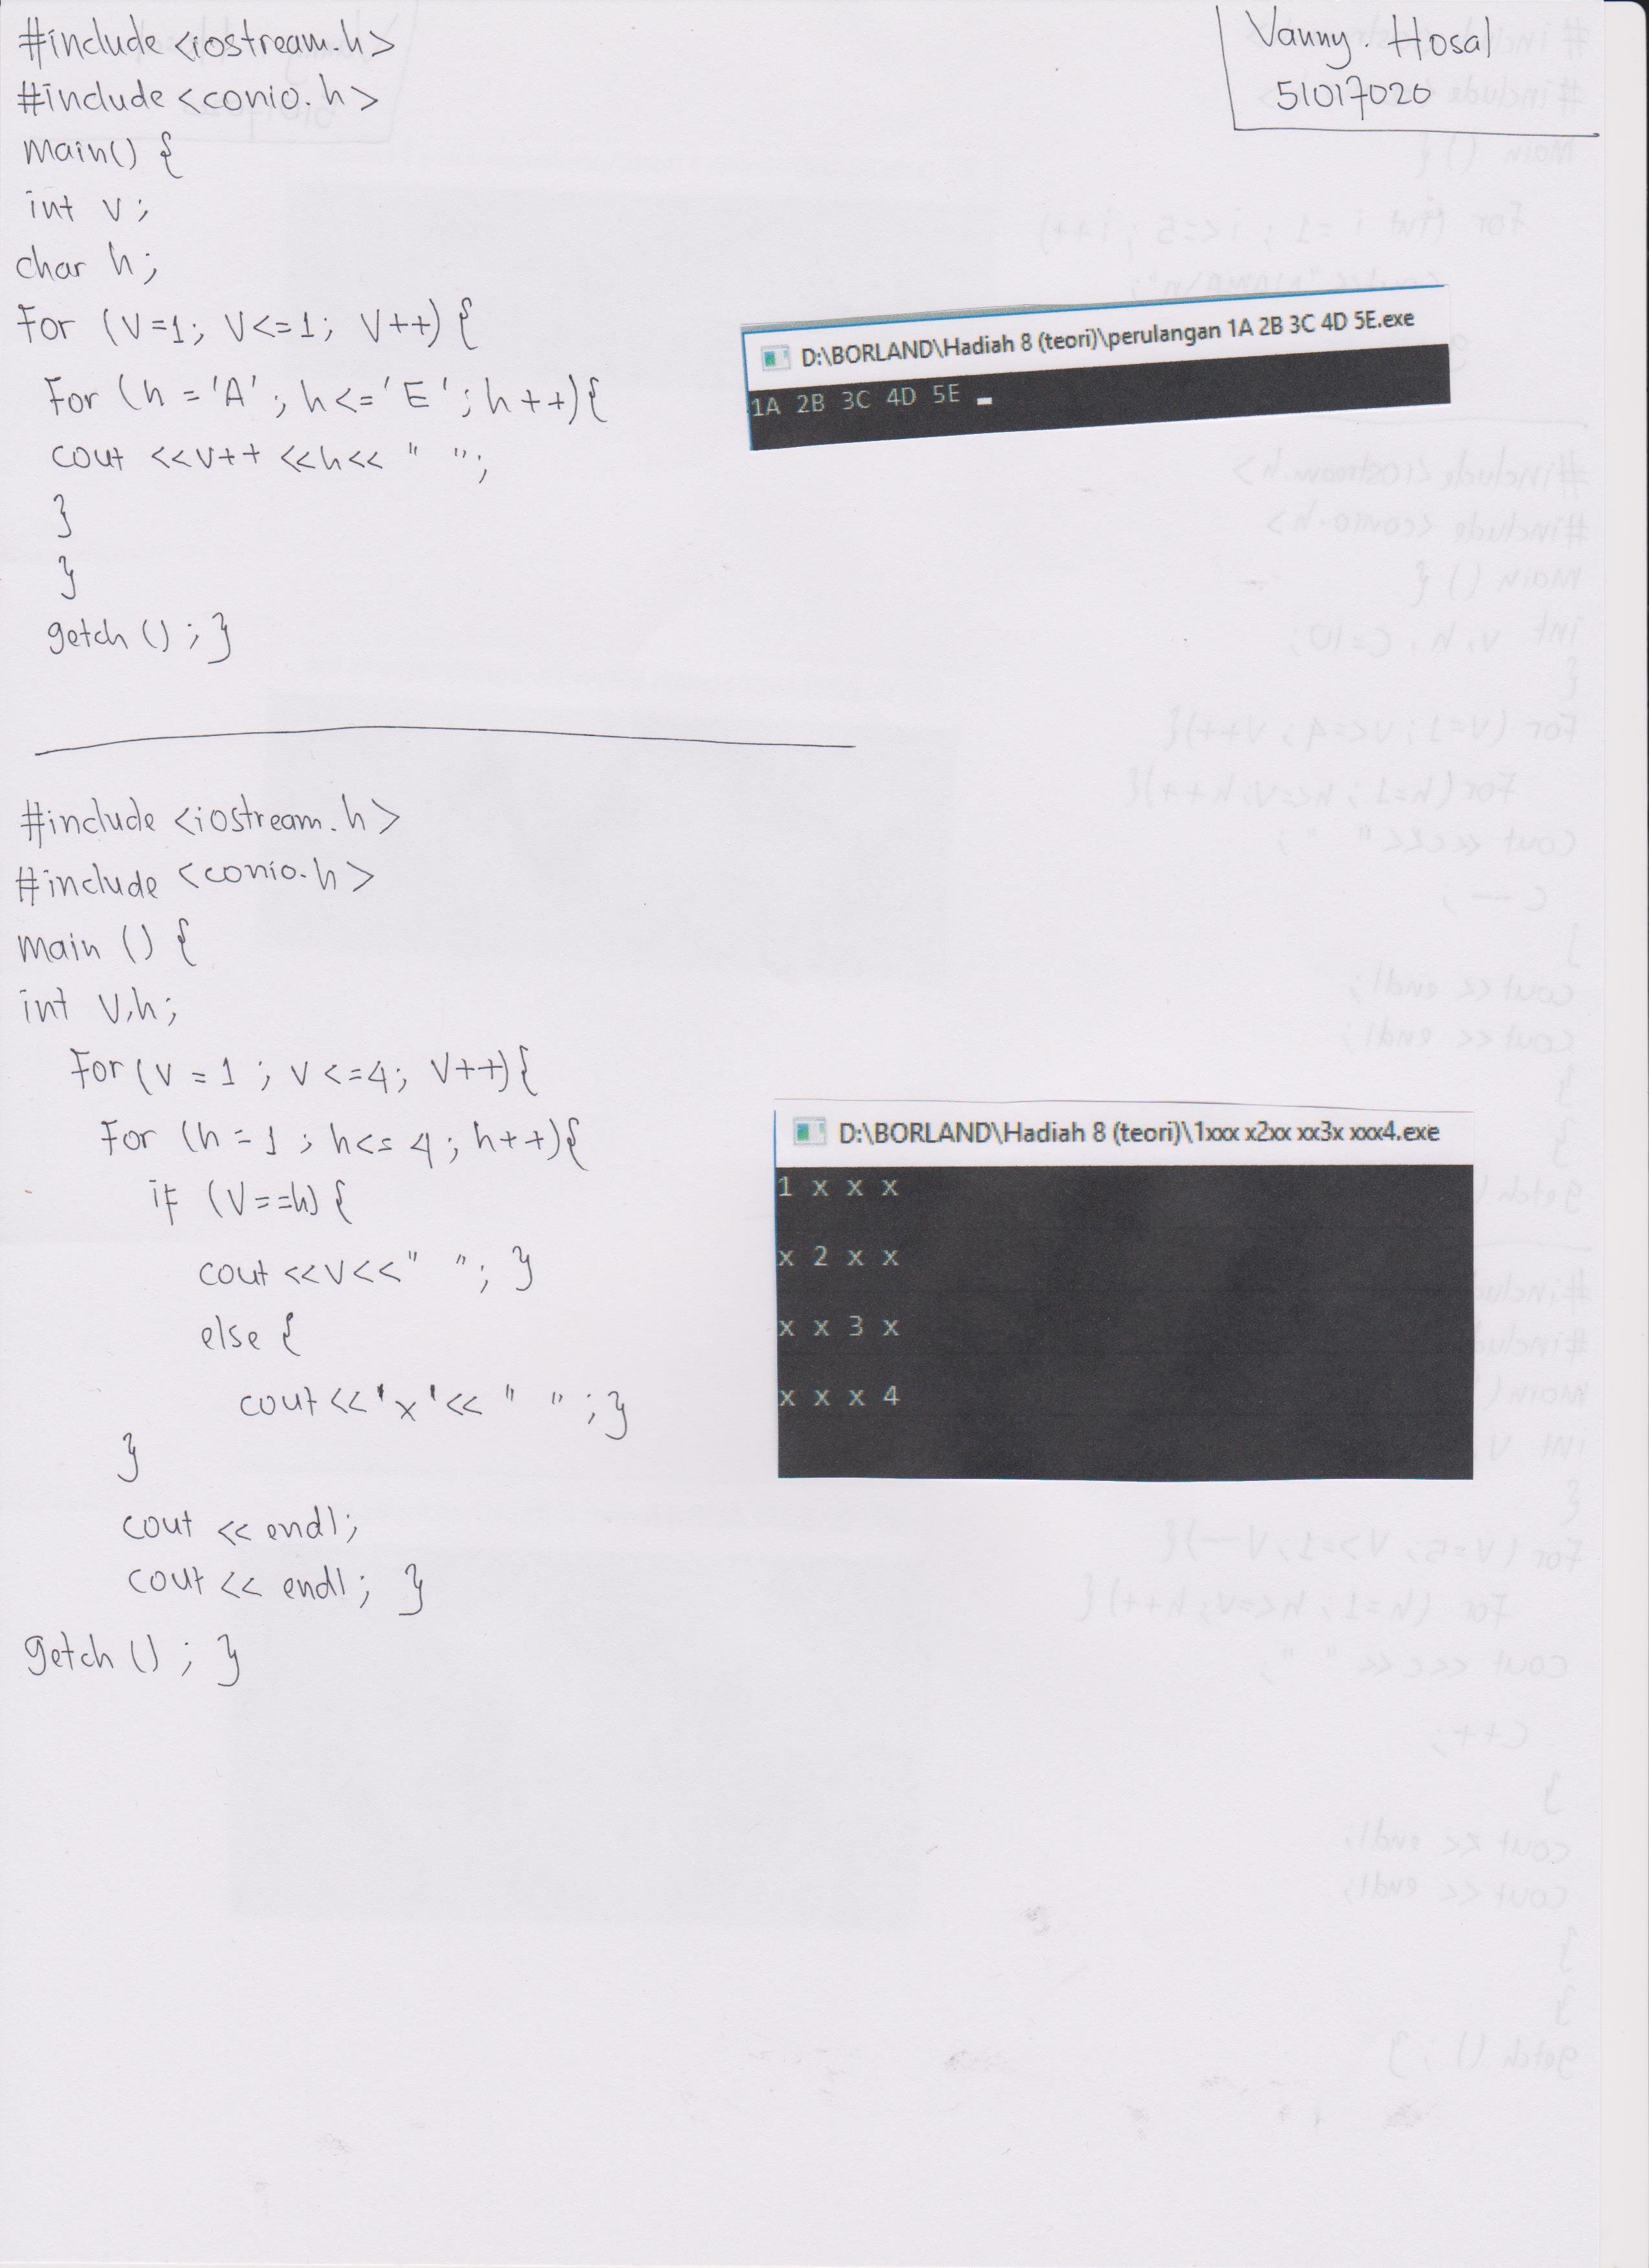 #include <iostream.h>
#include <conio.h>
main() {
int v;
char h;
For (V=1; V<=1; V++) {
For (h = 'A'; h<='E'; h++){
cout <<v++ <<h<< " ";
}
}
getch () ; }
Vanny. Hosal
51017020
D:\BORLAND\Hadiah 8 (teori)\perulangan 1A 2B 3C 4D 5E.exe
1A 2B 3C 4D 5E
#include <iostream.h>
#include <conio.h>
main () {
int V,h;
For (v = 1 ; v <=4; V++) {
For (h = 1 ; h<= 4 ; h++){
if (V==h) {
cout <<v<<" "; }
else {
cout <<'x'<< " " ; }
}
cout << endl;
cout << endl; }
getch () ; }
D:\BORLAND\Hadiah 8 (teori)\1xxx x2xx xx3x xxx4.exe
1 x x x
x 2 x x
x x 3 x
x x x 4